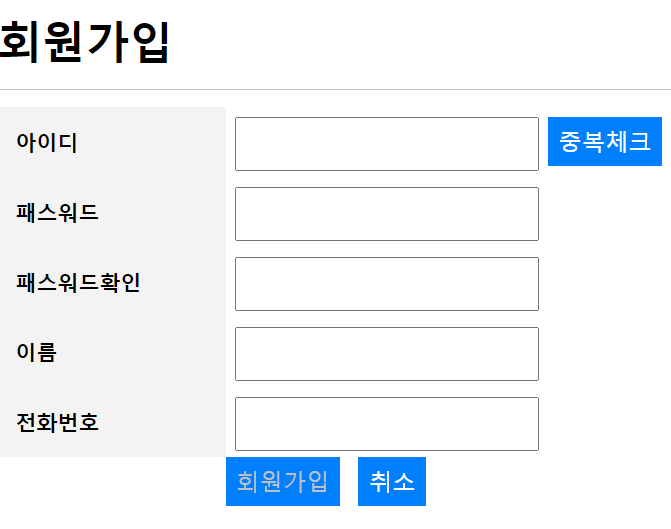 회원가입
아이디 중복체크
패스워드
패스워드확인
이름
전화번호
회원가입 취소